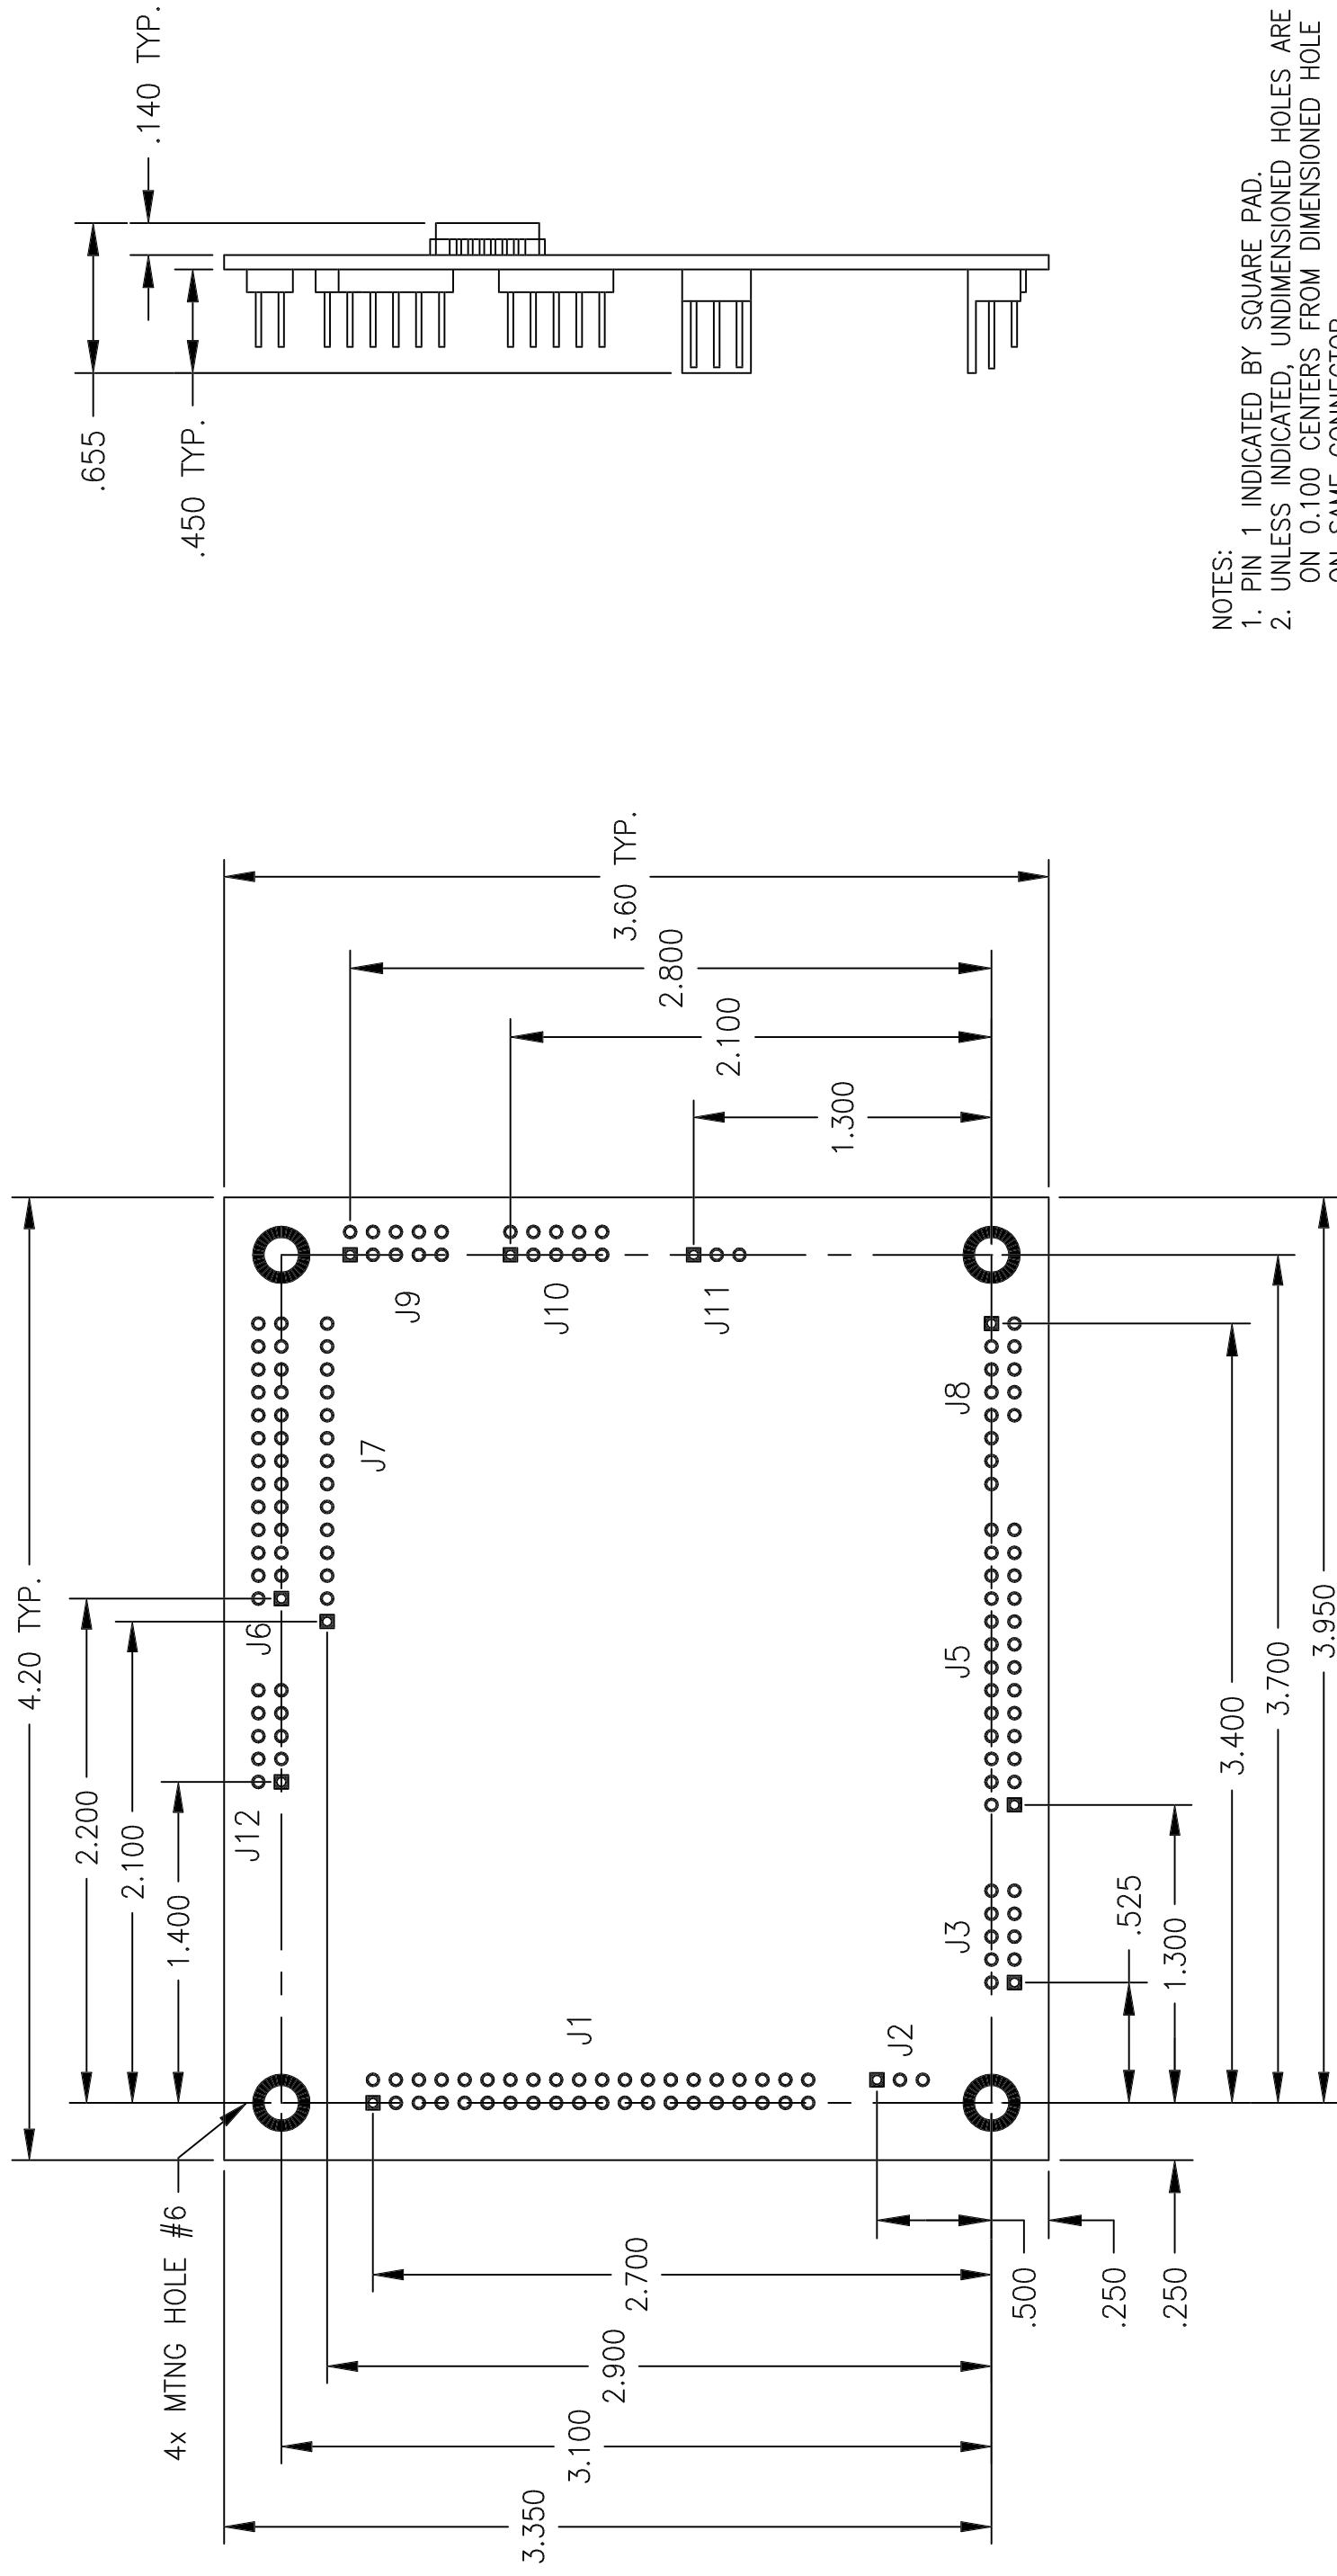 4.20 TYP.
2.200
2.100
1.400
4x MTNG HOLE #6
J12
J6
J7
J9
J10
J11
J1
J2
J3
J5
J8
3.350
3.100
2.900
2.700
.500
.250
.250
.525
1.300
3.400
3.700
3.950
1.300
2.100
2.800
3.60 TYP.
.655
.450 TYP.
.140 TYP.
NOTES:
1. PIN 1 INDICATED BY SQUARE PAD.
2. UNLESS INDICATED, UNDIMENSIONED HOLES ARE
ON 0.100 CENTERS FROM DIMENSIONED HOLE
ON SAME CONNECTOR